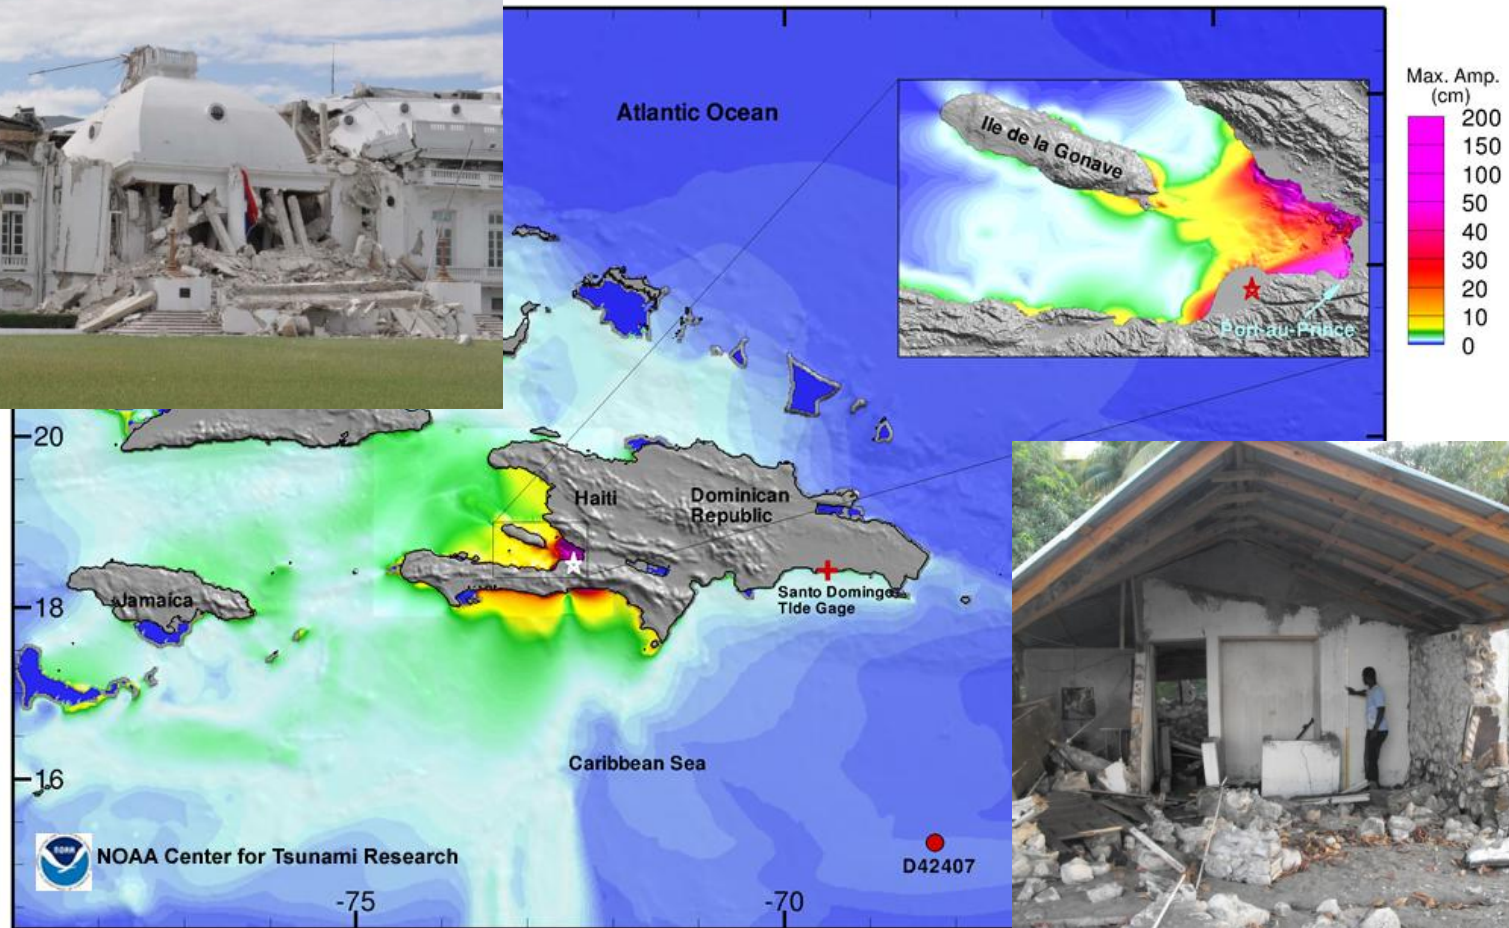 Atlantic Ocean
Ile de la Gonave
Port-au-Prince
Max. Amp.
(cm)
200
150
100
50
40
30
20
10
0
20
Haiti
Dominican
Republic
18
Jamaica
Santo Domingo
Tide Gage
16
Caribbean Sea
NOAA
NOAA Center for Tsunami Research
D42407
-75
-70